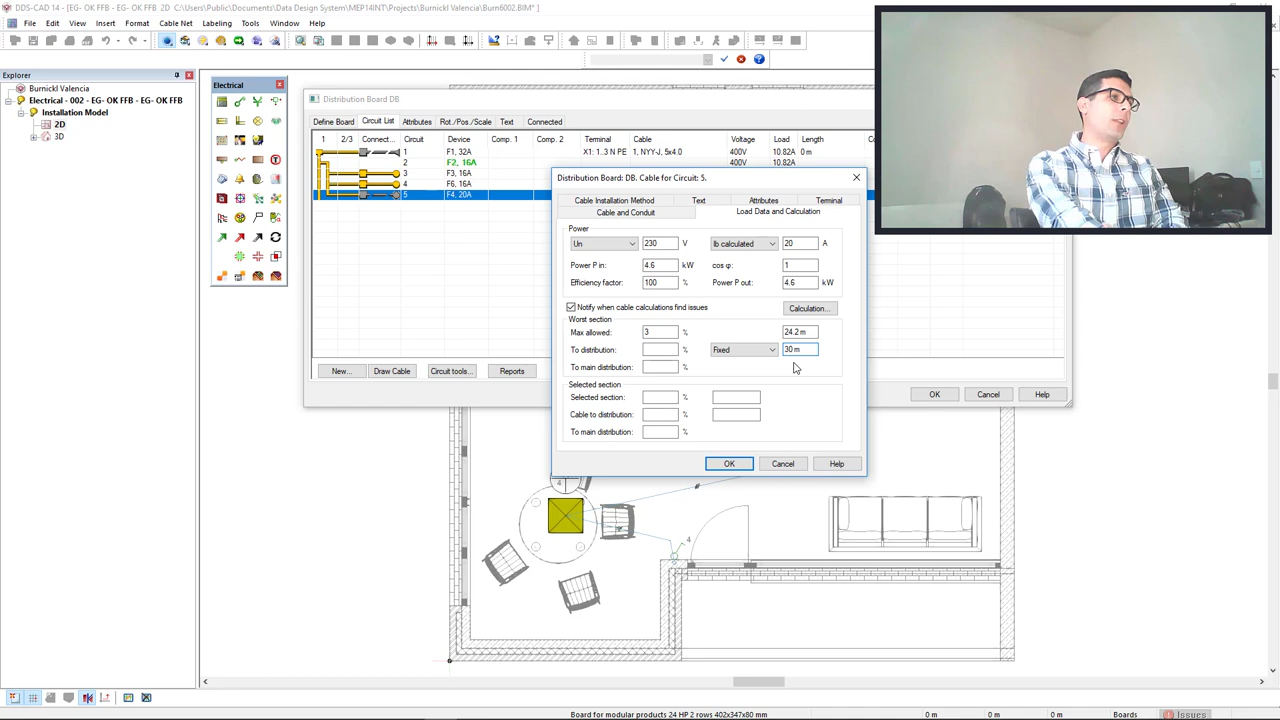 DDS-CAD 14 - [EG- OK FFB - EG- OK FFB 2D C:\Users\Public\Documents\Data Design System\MEP14INT\Projects\Burnickl Valencia\Burn6002.BIM*]
File Edit View Insert Format Cable Net Labeling Tools Window Help
Explorer
Burnickl Valencia
Electrical - 002 - EG- OK FFB - EG- OK FFB
Installation Model
2D
3D
Electrical
Distribution Board DB
Define Board Circuit List Attributes Rot./Pos./Scale Text Connected
1 2/3 Connect... Circuit Device Comp. 1 Comp. 2 Terminal Cable Voltage Load Length
1 F1, 32A X1: 1..3 N PE 1, NYY-J, 5x4.0 400V 10.82A 0 m
2 F2, 16A 400V 10.82A
3 F3, 16A
4 F6, 16A
5 F4, 20A
New... Draw Cable Circuit tools... Reports
OK Cancel Help
Distribution Board: DB. Cable for Circuit: 5.
Cable Installation Method Text Attributes Terminal
Cable and Conduit Load Data and Calculation
Power
Un 230 V Ib calculated 20 A
Power P in: 4.6 kW cos φ: 1
Efficiency factor: 100 % Power P out: 4.6 kW
Notify when cable calculations find issues Calculation...
Worst section
Max allowed: 3 % 24.2 m
To distribution: % Fixed 30 m
To main distribution: %
Selected section
Selected section: %
Cable to distribution: %
To main distribution: %
OK Cancel Help
4
4
Board for modular products 24 HP 2 rows 402x347x80 mm 0 m 0 m 0 m Boards Issues